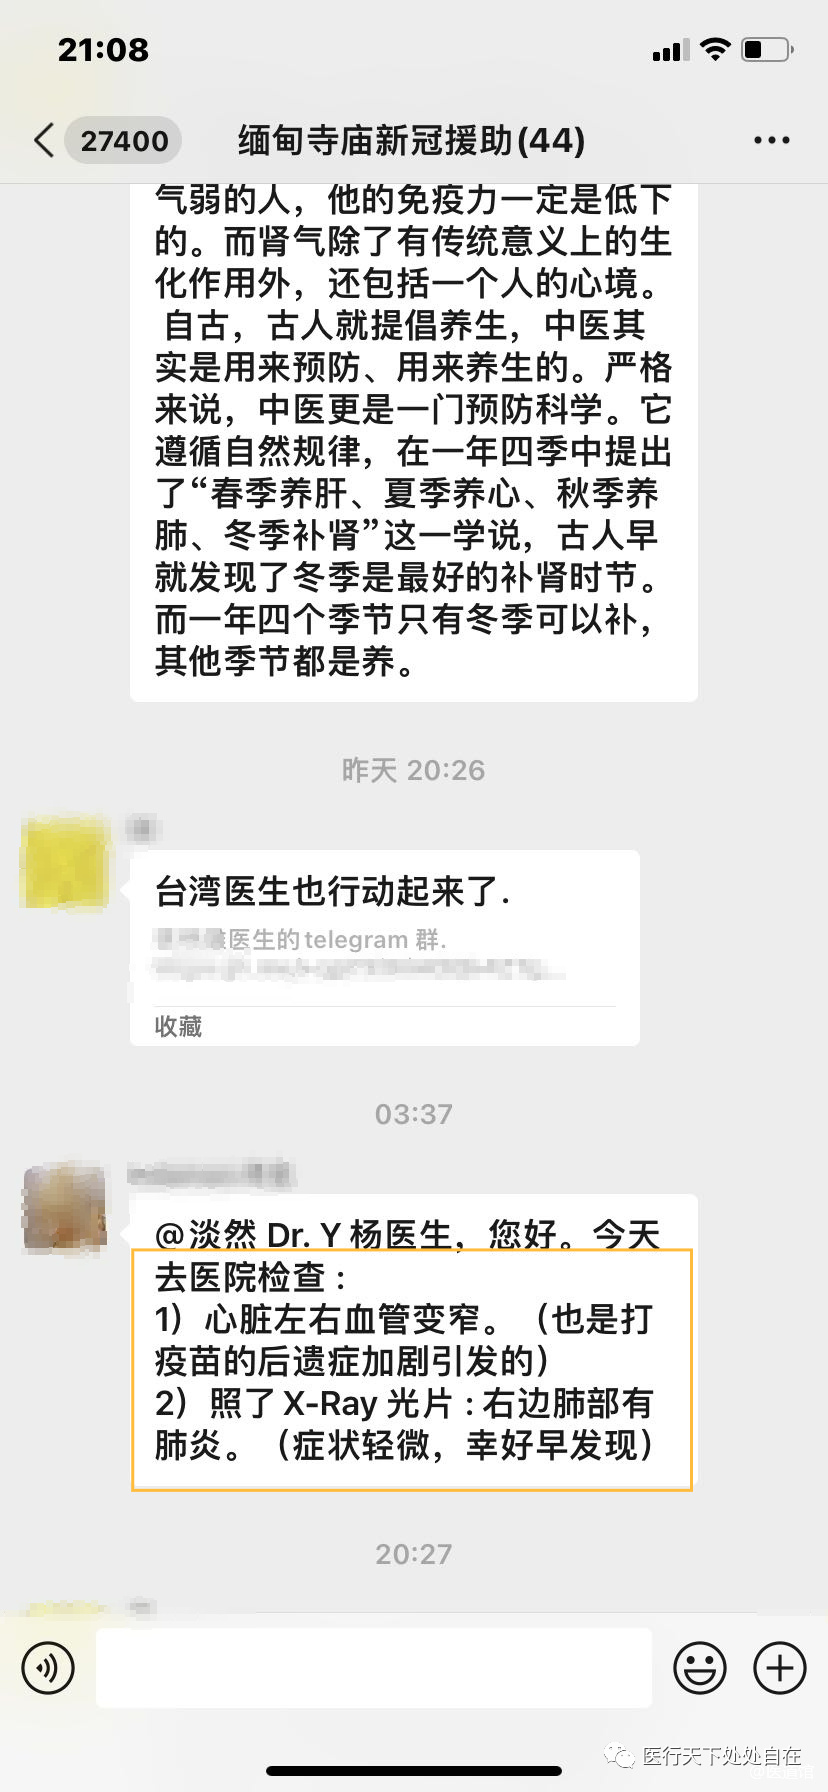 21:08
27400
缅甸寺庙新冠援助(44)
气弱的人，他的免疫力一定是低下
的。而肾气除了有传统意义上的生
化作用外，还包括一个人的心境。
自古，古人就提倡养生，中医其
实是用来预防、用来养生的。严格
来说，中医更是一门预防科学。它
遵循自然规律，在一年四季中提出
了“春季养肝、夏季养心、秋季养
肺、冬季补肾”这一学说，古人早
就发现了冬季是最好的补肾时节。
而一年四个季节只有冬季可以补，
其他季节都是养。
昨天 20:26
台湾医生也行动起来了.
医生的telegram 群.
收藏
03:37
@淡然 Dr. Y 杨医生，您好。今天
去医院检查：
1）心脏左右血管变窄。（也是打
疫苗的后遗症加剧引发的）
2）照了X-Ray 光片：右边肺部有
肺炎。（症状轻微，幸好早发现）
20:27
医行天下处处自在